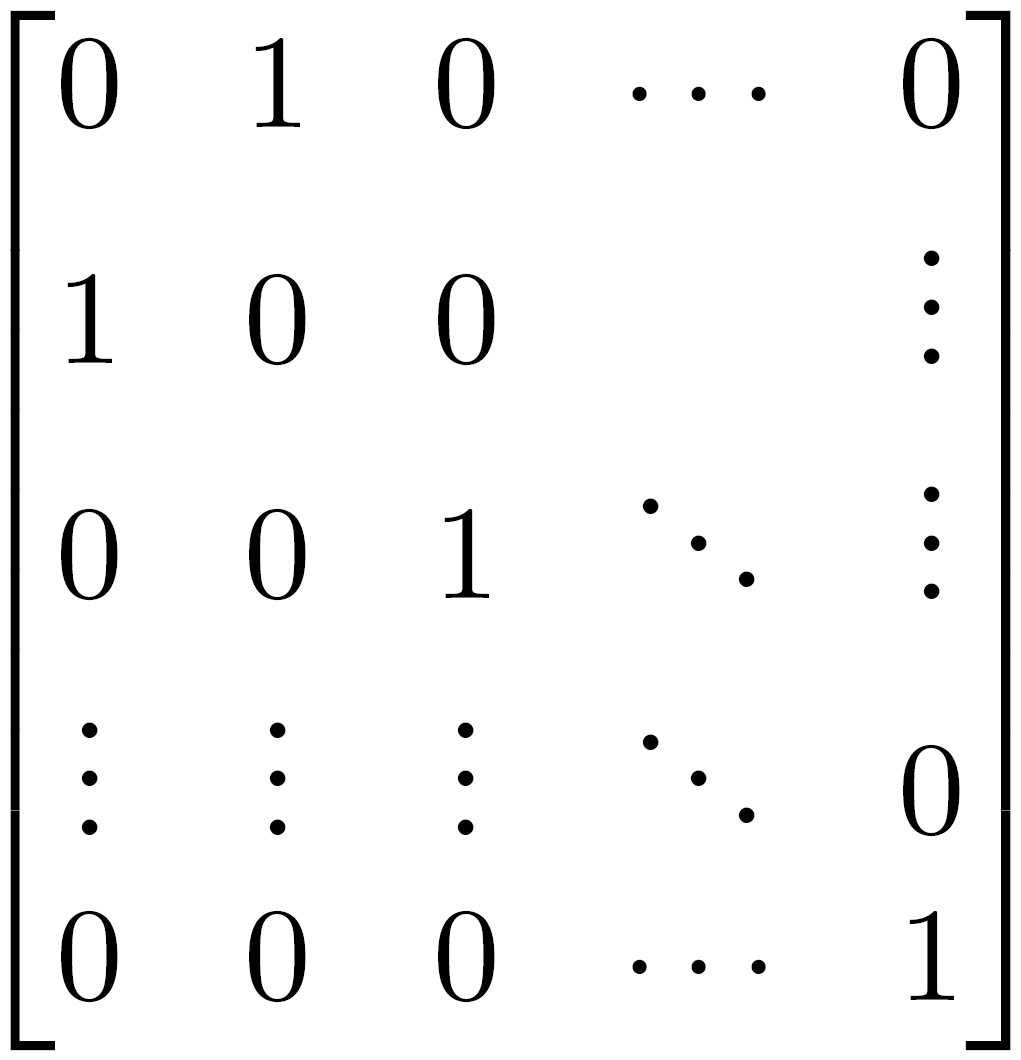 0 1 0 ⋯ 0
1 0 0 ⋮
0 0 1 ⋱ ⋮
⋮ ⋮ ⋮ ⋱ 0
0 0 0 ⋯ 1